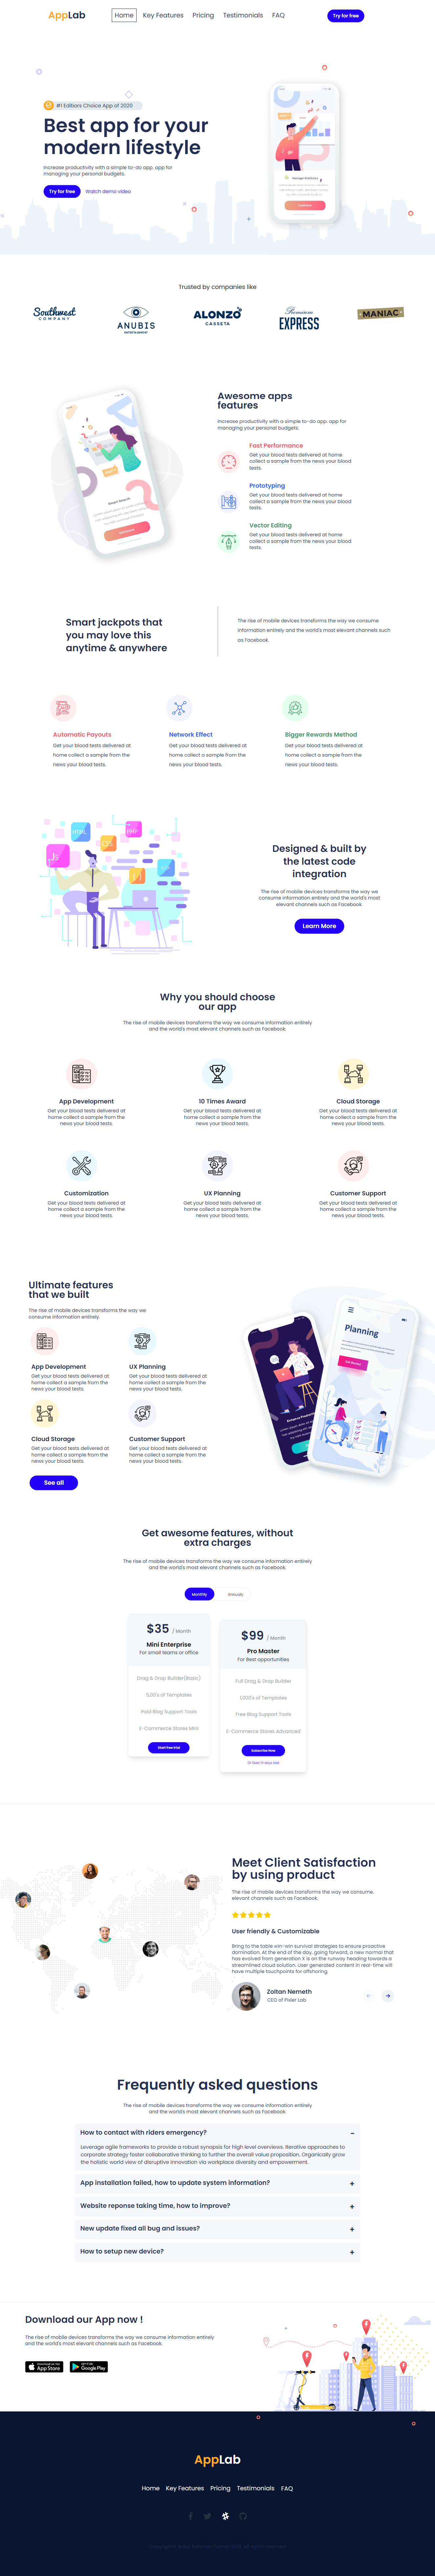 AppLab
Home Key Features Pricing Testimonials FAQ
Try for free
#1 Editiors Choice App of 2020
Best app for your
modern lifestyle
Increase productivity with a simple to-do app. app for
managing your personal budgets.
Try for free Watch demo video
Trusted by companies like
Southwest
COMPANY
ANUBIS
ENTERTAINMENT
ALONZO
CASSETA
Premium
EXPRESS
MANIAC
Awesome apps
features
Increase productivity with a simple to-do app. app for
managing your personal budgets.
Fast Performance
Get your blood tests delivered at home
collect a sample from the news your blood
tests.
Prototyping
Get your blood tests delivered at home
collect a sample from the news your blood
tests.
Vector Editing
Get your blood tests delivered at home
collect a sample from the news your blood
tests.
Smart jackpots that
you may love this
anytime & anywhere
The rise of mobile devices transforms the way we consume
information entirely and the world's most elevant channels such
as Facebook.
Automatic Payouts
Get your blood tests delivered at
home collect a sample from the
news your blood tests.
Network Effect
Get your blood tests delivered at
home collect a sample from the
news your blood tests.
Bigger Rewards Method
Get your blood tests delivered at
home collect a sample from the
news your blood tests.
HTML
PHP
CSS
Js
Designed & built by
the latest code
integration
The rise of mobile devices transforms the way we
consume information entirely and the world's most
elevant channels such as Facebook.
Learn More
Why you should choose
our app
The rise of mobile devices transforms the way we consume information entirely
and the world's most elevant channels such as Facebook.
App Development
Get your blood tests delivered at
home collect a sample from the
news your blood tests.
10 Times Award
Get your blood tests delivered at
home collect a sample from the
news your blood tests.
Cloud Storage
Get your blood tests delivered at
home collect a sample from the
news your blood tests.
Customization
Get your blood tests delivered at
home collect a sample from the
news your blood tests.
UX Planning
Get your blood tests delivered at
home collect a sample from the
news your blood tests.
Customer Support
Get your blood tests delivered at
home collect a sample from the
news your blood tests.
Ultimate features
that we built
The rise of mobile devices transforms the way we
consume information entirely.
App Development
Get your blood tests delivered at
home collect a sample from the
news your blood tests.
UX Planning
Get your blood tests delivered at
home collect a sample from the
news your blood tests.
Cloud Storage
Get your blood tests delivered at
home collect a sample from the
news your blood tests.
Customer Support
Get your blood tests delivered at
home collect a sample from the
news your blood tests.
See all
Planning
Get Started
Get awesome features, without
extra charges
The rise of mobile devices transforms the way we consume information entirely
and the world's most elevant channels such as Facebook.
Monthly Annually
$35 / Month
Mini Enterprise
For small teams or office
Drag & Drop Builder(Basic)
5,00's of Templates
Paid Blog Support Tools
E-Commerce Stores Mini
Start free trial
$99 / Month
Pro Master
For Best opportunities
Full Drag & Drop Builder
1,000's of Templates
Free Blog Support Tools
E-Commerce Stores Advanced
Subscribe Now
Or Start 14 days trial
Meet Client Satisfaction
by using product
The rise of mobile devices transforms the way we consume.
elevant channels such as Facebook.
User friendly & Customizable
Bring to the table win-win survival strategies to ensure proactive
domination. At the end of the day, going forward, a new normal that
has evolved from generation X is on the runway heading towards a
streamlined cloud solution. User generated content in real-time will
have multiple touchpoints for offshoring.
Zoltan Nemeth
CEO of Pixler Lab
Frequently asked questions
The rise of mobile devices transforms the way we consume information entirely
and the world's most elevant channels such as Facebook.
How to contact with riders emergency? -
Leverage agile frameworks to provide a robust synopsis for high level overviews. Iterative approaches to
corporate strategy foster collaborative thinking to further the overall value proposition. Organically grow
the holistic world view of disruptive innovation via workplace diversity and empowerment.
App installation failed, how to update system information? +
Website reponse taking time, how to improve? +
New update fixed all bug and issues? +
How to setup new device? +
Download our App now !
The rise of mobile devices transforms the way we consume information entirely
and the world's most elevant channels such as Facebook.
App Store
Google Play
AppLab
Home Key Features Pricing Testimonials FAQ